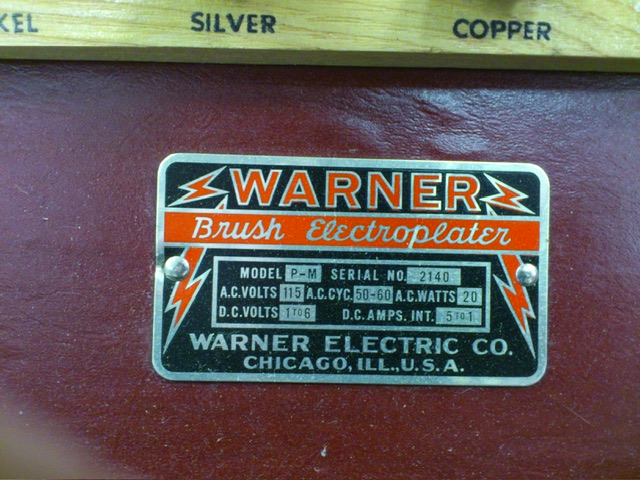 KEL SILVER COPPER
WARNER
Brush Electroplater
MODEL P-M SERIAL NO. 2140
A.C.VOLTS 115 A.C.CYC. 50-60 A.C.WATTS 20
D.C.VOLTS 1 TO 6 D.C.AMPS. INT. 5 TO 1
WARNER ELECTRIC CO.
CHICAGO, ILL., U.S.A.